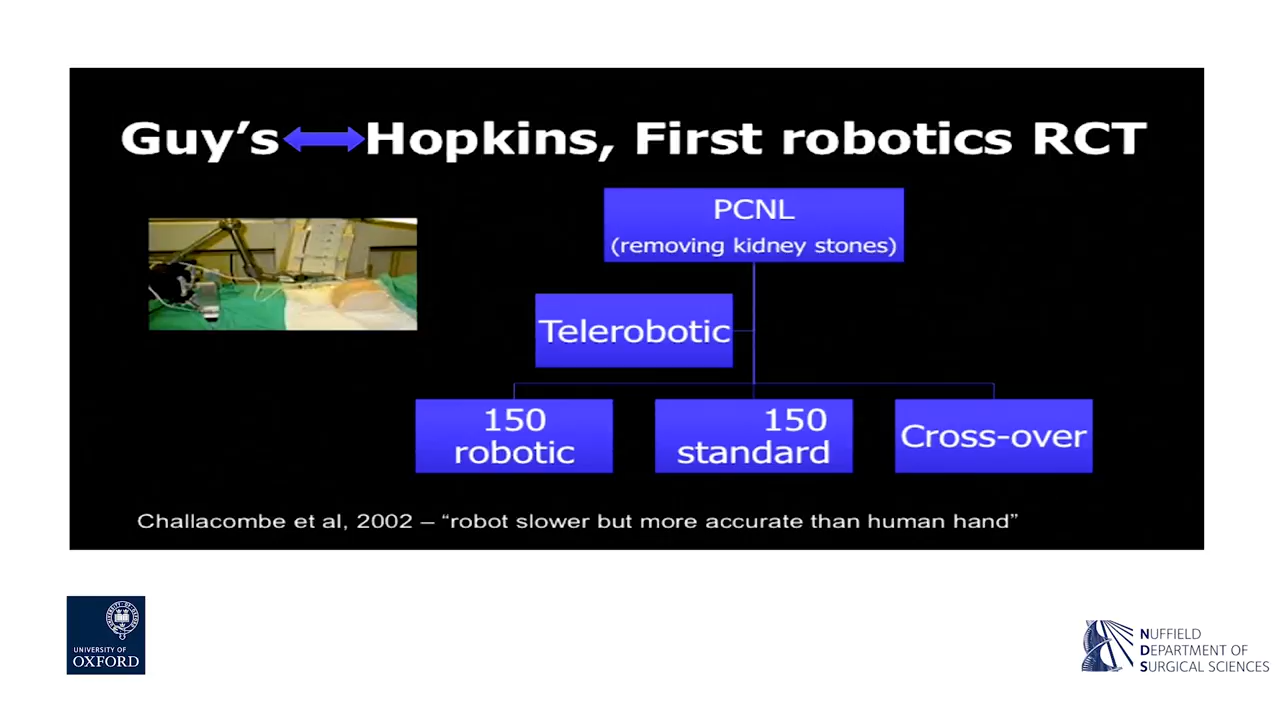 Guy's Hopkins, First robotics RCT
PCNL
(removing kidney stones)
Telerobotic
150
robotic
150
standard
Cross-over
Challacombe et al, 2002 – “robot slower but more accurate than human hand”
UNIVERSITY OF
OXFORD
NUFFIELD
DEPARTMENT OF
SURGICAL SCIENCES